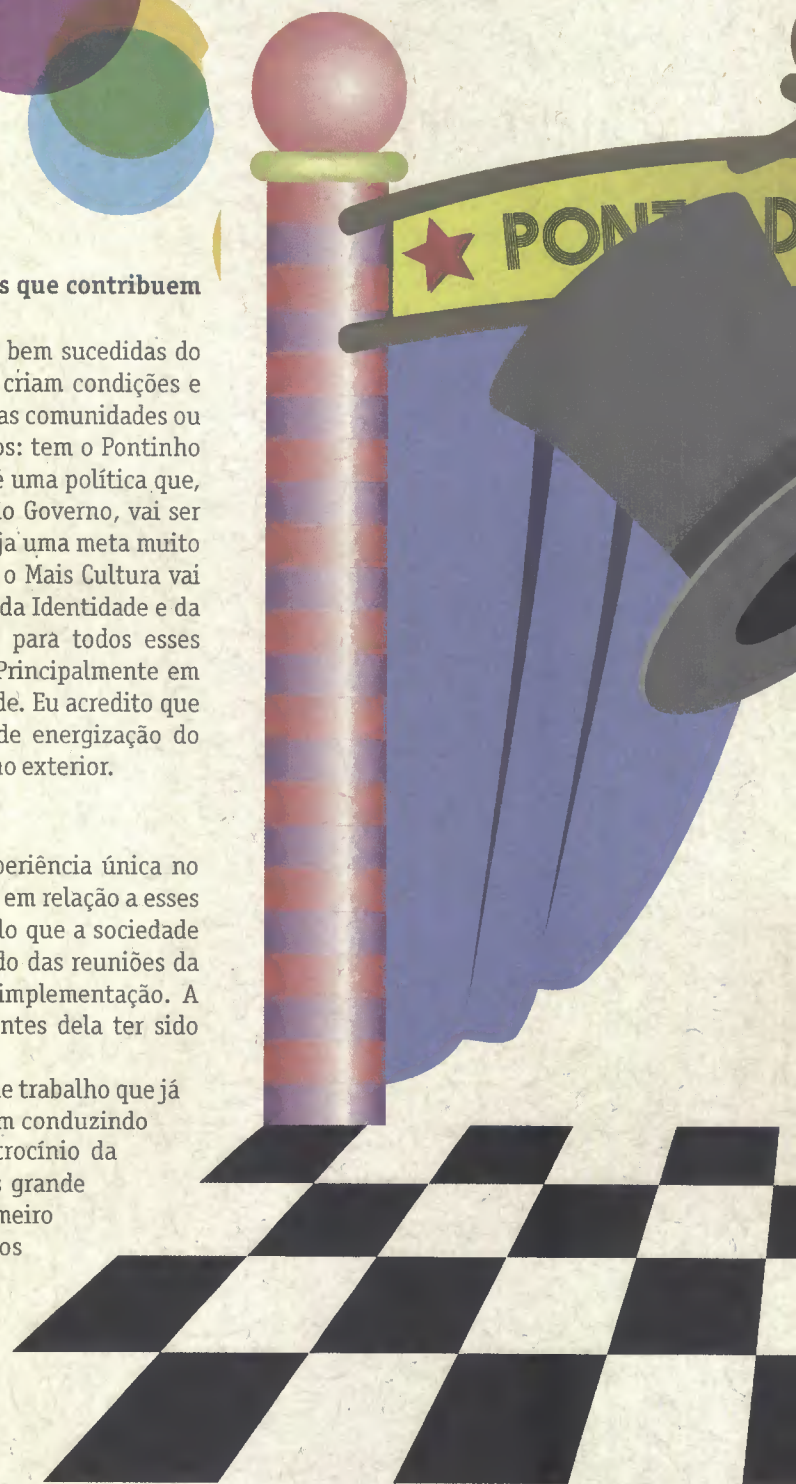 s que contribuem
bem sucedidas do
criam condições e
as comunidades ou
os: tem o Pontinho
é uma política que,
lo Governo, vai ser
ja uma meta muito
o Mais Cultura vai
da Identidade e da
para todos esses
Principalmente em
de. Eu acredito que
de energização do
no exterior.
periência única no
em relação a esses
lo que a sociedade
do das reuniões da
implementação. A
ntes dela ter sido
e trabalho que já
m conduzindo
trocínio da
s grande
meiro
os
PONT D